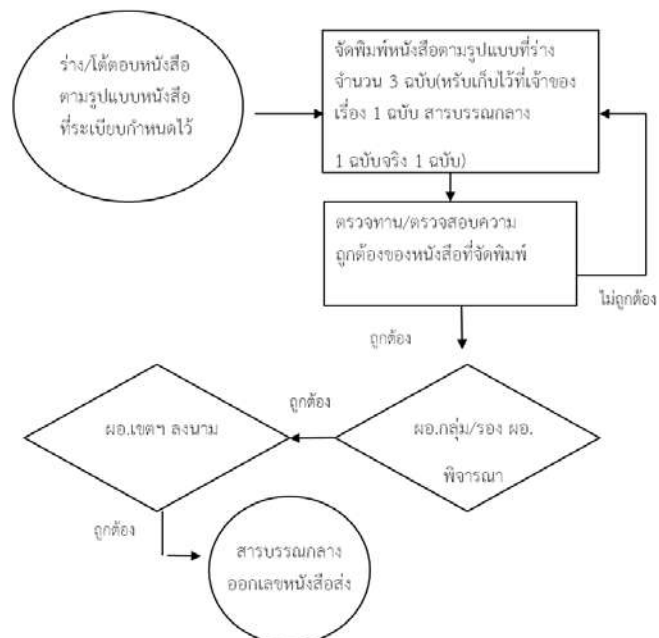 ร่าง/โต้ตอบหนังสือ
ตามรูปแบบหนังสือ
ที่ระเบียบกำหนดไว้
จัดพิมพ์หนังสือตามรูปแบบที่ร่าง
จำนวน 3 ฉบับ(หรับเก็บไว้ที่เจ้าของ
เรื่อง 1 ฉบับ สารบรรณกลาง
1 ฉบับจริง 1 ฉบับ)
ตรวจทาน/ตรวจสอบความ
ถูกต้องของหนังสือที่จัดพิมพ์
ไม่ถูกต้อง
ถูกต้อง
ผอ.กลุ่ม/รอง ผอ.
พิจารณา
ถูกต้อง
ผอ.เขตฯ ลงนาม
ถูกต้อง
สารบรรณกลาง
ออกเลขหนังสือส่ง